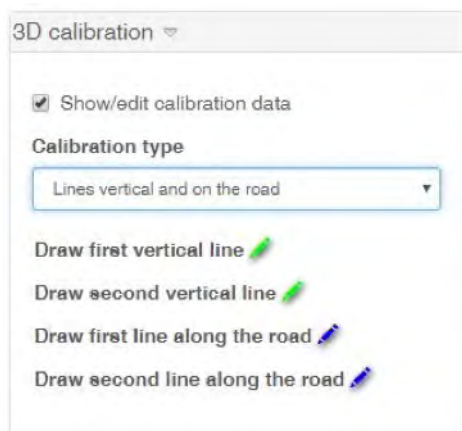 3D calibration
Show/edit calibration data
Calibration type
Lines vertical and on the road
Draw first vertical line
Draw second vertical line
Draw first line along the road
Draw second line along the road